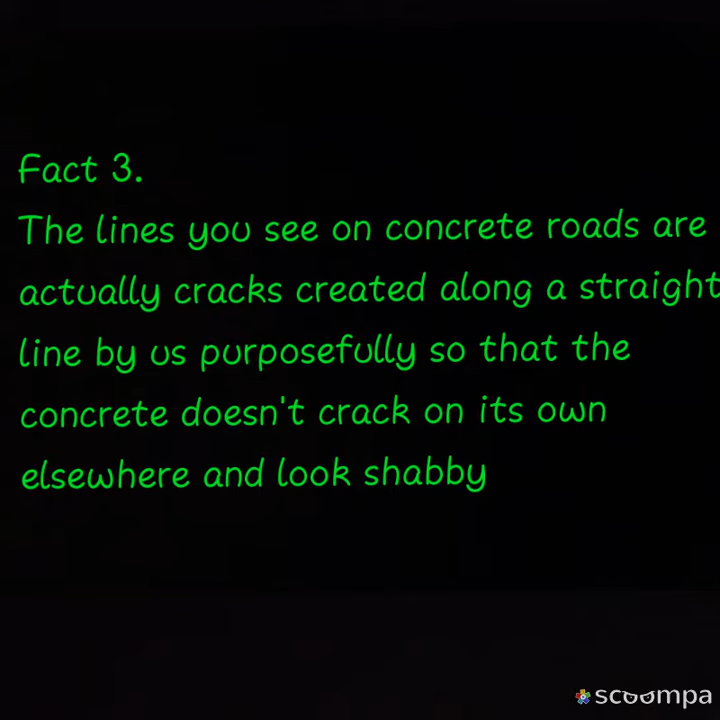 Fact 3.
The lines you see on concrete roads are
actually cracks created along a straight
line by us purposefully so that the
concrete doesn't crack on its own
elsewhere and look shabby
scoompa